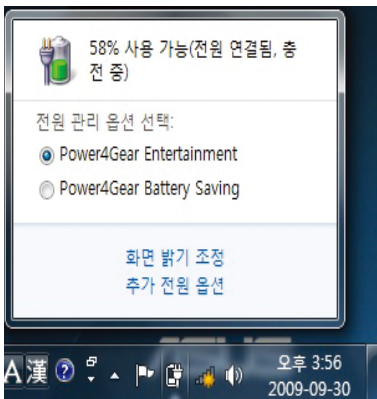 58% 사용 가능(전원 연결됨, 충
전 중)
전원 관리 옵션 선택:
Power4Gear Entertainment
Power4Gear Battery Saving
화면 밝기 조정
추가 전원 옵션
A 漢 ? 오후 3:56
2009-09-30